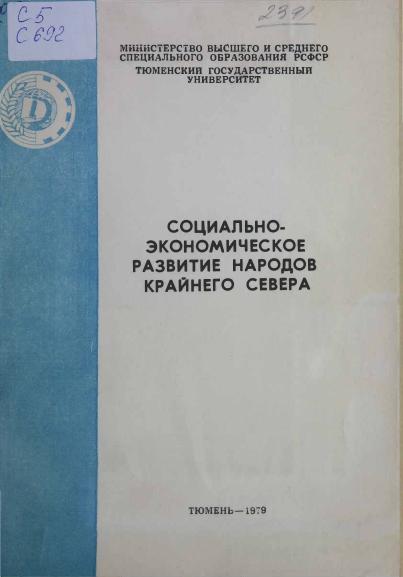 С5
С692
2391
МИНИСТЕРСТВО ВЫСШЕГО И СРЕДНЕГО
СПЕЦИАЛЬНОГО ОБРАЗОВАНИЯ РСФСР
ТЮМЕНСКИЙ ГОСУДАРСТВЕННЫЙ
УНИВЕРСИТЕТ
СОЦИАЛЬНО-
ЭКОНОМИЧЕСКОЕ
РАЗВИТИЕ НАРОДОВ
КРАЙНЕГО СЕВЕРА
ТЮМЕНЬ—1979